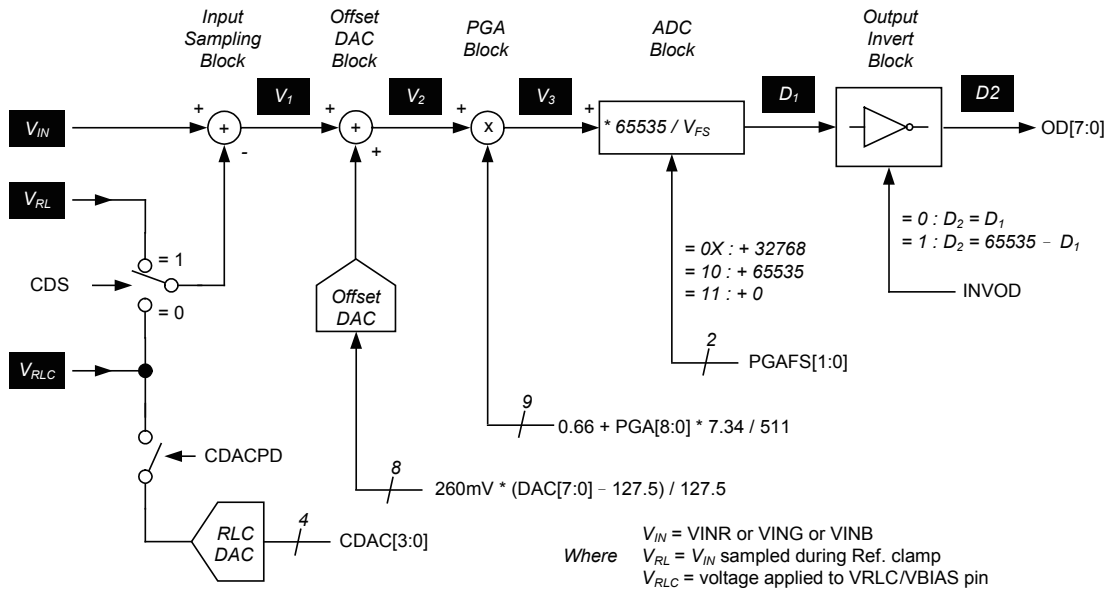 Input
Sampling
Block
Offset
DAC
Block
PGA
Block
ADC
Block
Output
Invert
Block
V1
V2
V3
D1
D2
VIN
+
+
-
+
+
+
+
x
+
* 65535 / VFS
OD[7:0]
VRL
= 1
CDS
= 0
Offset
DAC
= 0X : + 32768
= 10 : + 65535
= 11 : + 0
= 0 : D2 = D1
= 1 : D2 = 65535 – D1
INVOD
VRLC
2
PGAFS[1:0]
9
0.66 + PGA[8:0] * 7.34 / 511
CDACPD
8
260mV * (DAC[7:0] – 127.5) / 127.5
RLC
DAC
4
CDAC[3:0]
Where
VIN = VINR or VING or VINB
VRL = VIN sampled during Ref. clamp
VRLC = voltage applied to VRLC/VBIAS pin